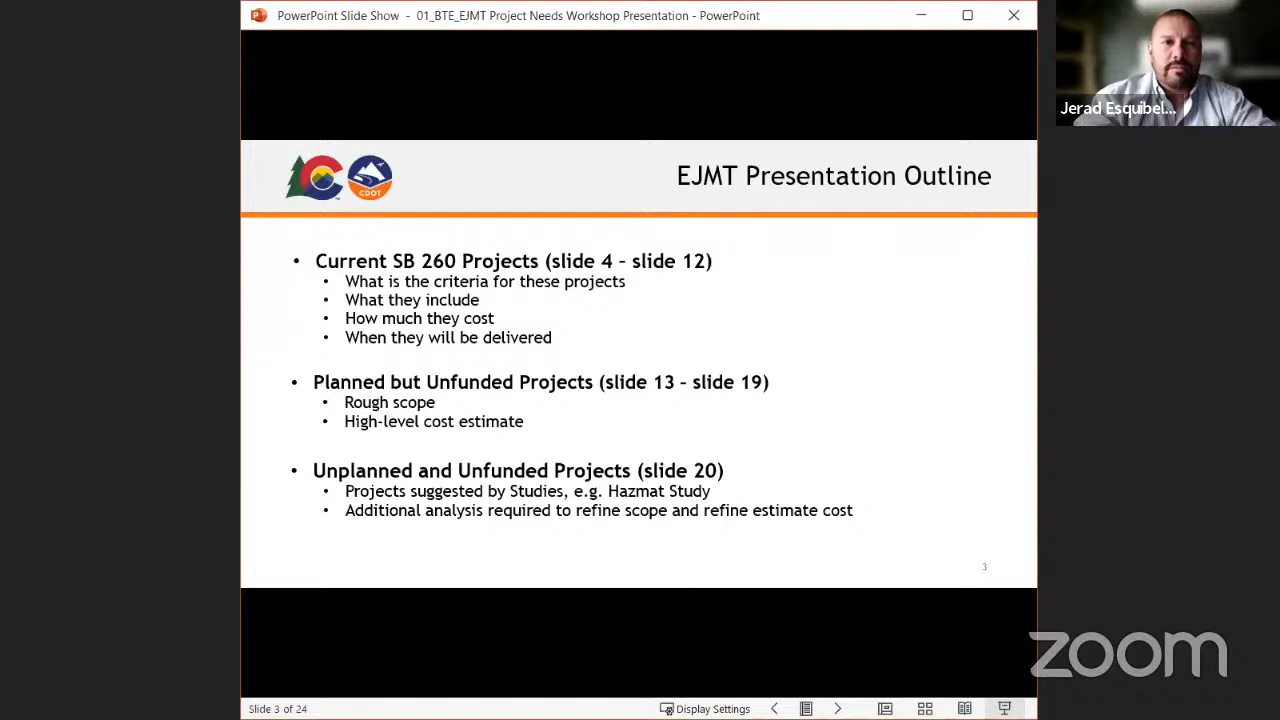 PowerPoint Slide Show - 01_BTE_EJMT Project Needs Workshop Presentation - PowerPoint
Jerad Esquibel...
CDOT
EJMT Presentation Outline
• Current SB 260 Projects (slide 4 – slide 12)
• What is the criteria for these projects
• What they include
• How much they cost
• When they will be delivered
• Planned but Unfunded Projects (slide 13 – slide 19)
• Rough scope
• High-level cost estimate
• Unplanned and Unfunded Projects (slide 20)
• Projects suggested by Studies, e.g. Hazmat Study
• Additional analysis required to refine scope and refine estimate cost
3
zoom
Slide 3 of 24
Display Settings